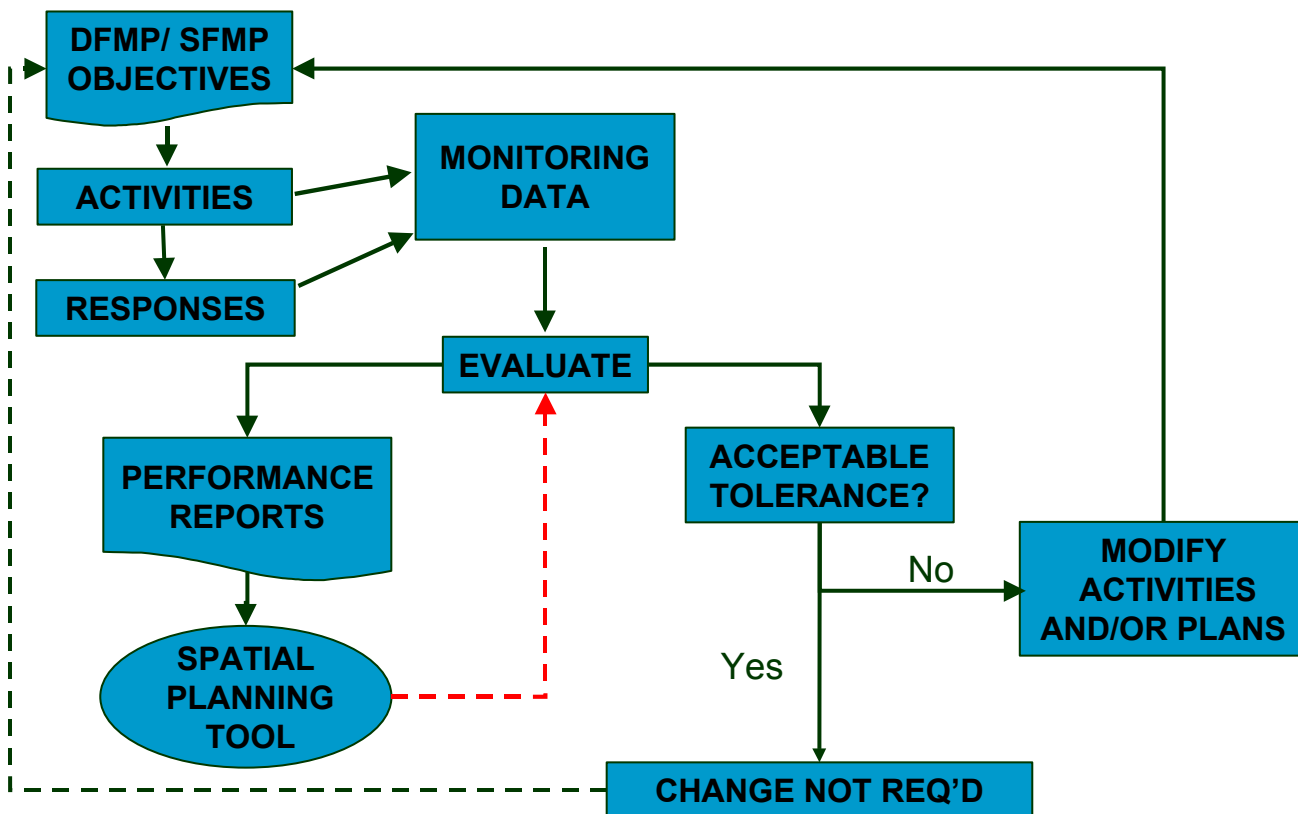 DFMP/ SFMP
OBJECTIVES
ACTIVITIES
RESPONSES
MONITORING
DATA
EVALUATE
PERFORMANCE
REPORTS
SPATIAL
PLANNING
TOOL
ACCEPTABLE
TOLERANCE?
No
Yes
MODIFY
ACTIVITIES
AND/OR PLANS
CHANGE NOT REQ’D